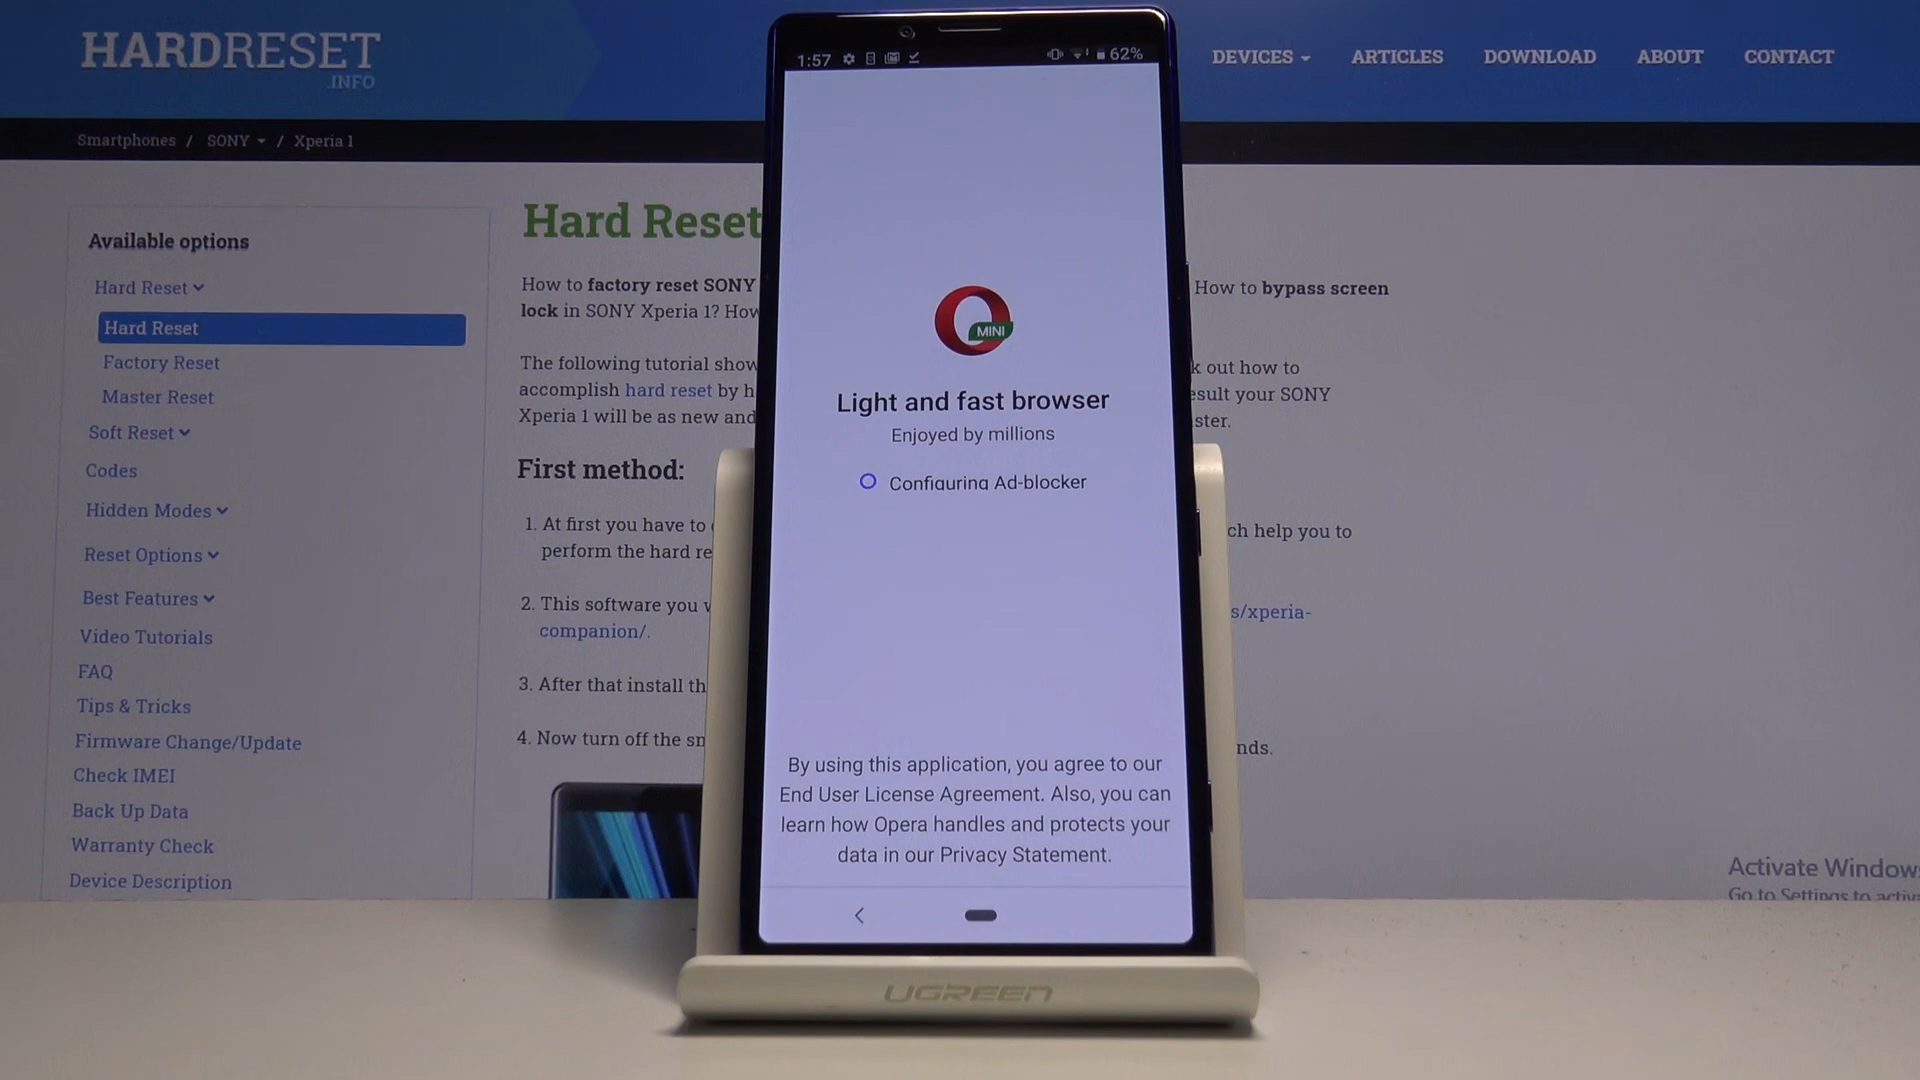 HARDRESET
.INFO
DEVICES
ARTICLES
DOWNLOAD
ABOUT
CONTACT
Smartphones / SONY / Xperia 1
Available options
Hard Reset
Hard Reset
Factory Reset
Master Reset
Soft Reset
Codes
Hidden Modes
Reset Options
Best Features
Video Tutorials
FAQ
Tips & Tricks
Firmware Change/Update
Check IMEI
Back Up Data
Warranty Check
Device Description
Hard Reset
How to factory reset SONY
How to bypass screen
lock in SONY Xperia 1? How
The following tutorial show
k out how to
accomplish hard reset by h
esult your SONY
Xperia 1 will be as new and
ster.
First method:
1. At first you have to
ch help you to
perform the hard re
2. This software you
s/xperia-
companion/.
3. After that install th
4. Now turn off the sm
nds.
1:57
62%
MINI
Light and fast browser
Enjoyed by millions
Configuring Ad-blocker
By using this application, you agree to our
End User License Agreement. Also, you can
learn how Opera handles and protects your
data in our Privacy Statement.
UGREEN
Activate Windows
Go to Settings to activ